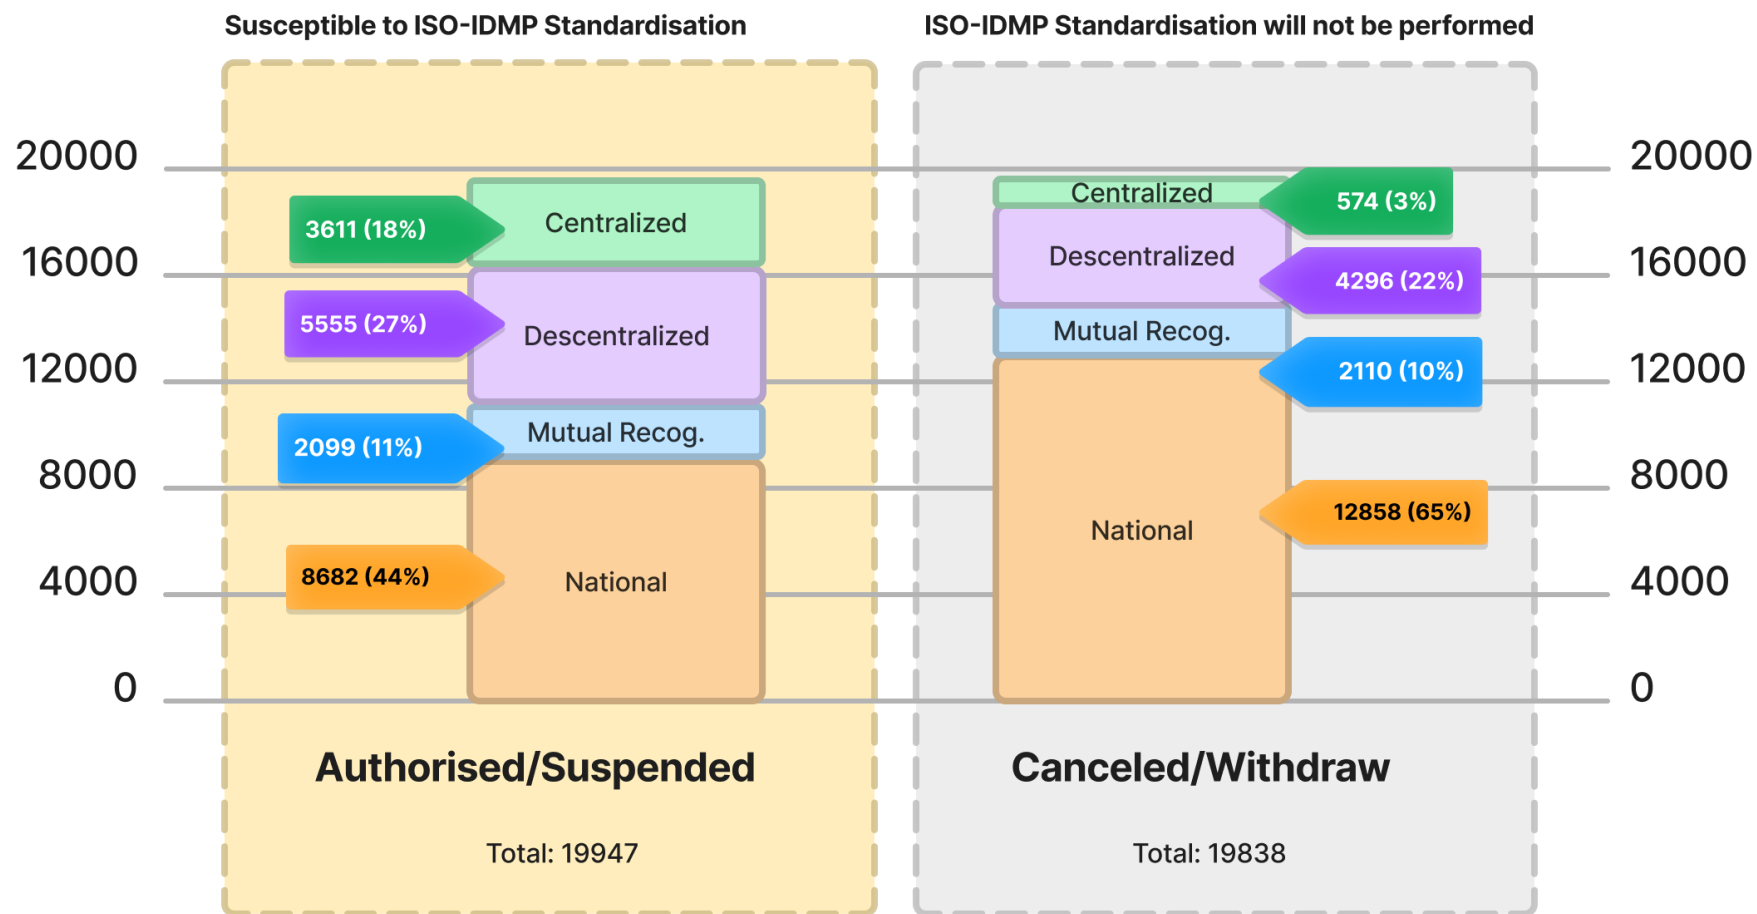 Susceptible to ISO-IDMP Standardisation
ISO-IDMP Standardisation will not be performed
20000
16000
12000
8000
4000
0
3611 (18%)
Centralized
5555 (27%)
Descentralized
2099 (11%)
Mutual Recog.
8682 (44%)
National
Authorised/Suspended
Total: 19947
Centralized
574 (3%)
Descentralized
4296 (22%)
Mutual Recog.
2110 (10%)
National
12858 (65%)
Canceled/Withdraw
Total: 19838
20000
16000
12000
8000
4000
0